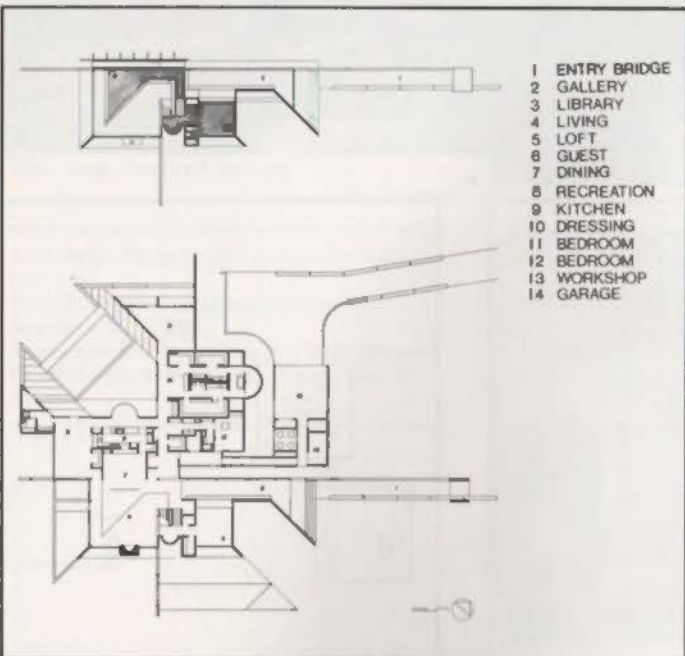 1 ENTRY BRIDGE
2 GALLERY
3 LIBRARY
4 LIVING
5 LOFT
6 GUEST
7 DINING
8 RECREATION
9 KITCHEN
10 DRESSING
11 BEDROOM
12 BEDROOM
13 WORKSHOP
14 GARAGE